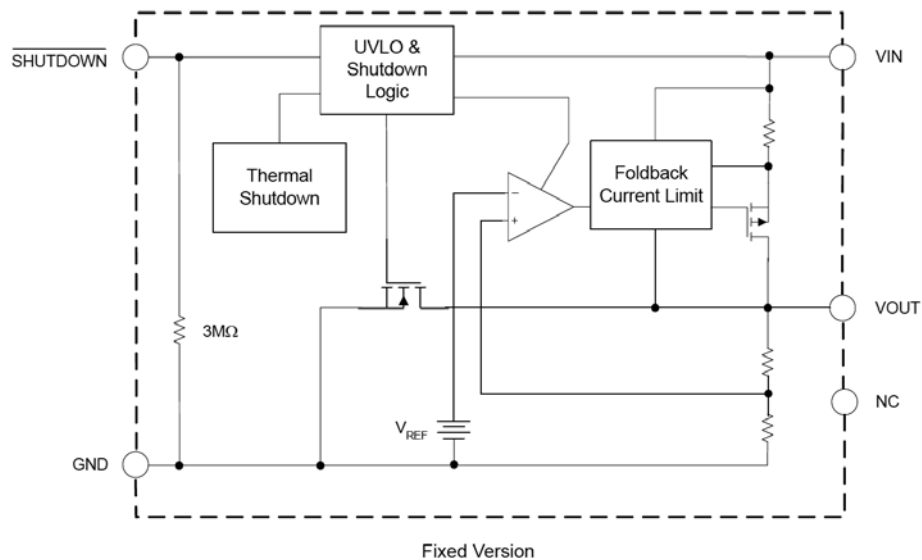 SHUTDOWN
UVLO &
Shutdown
Logic
VIN
Thermal
Shutdown
Foldback
Current Limit
−
+
3MΩ
VOUT
NC
VREF
GND
Fixed Version